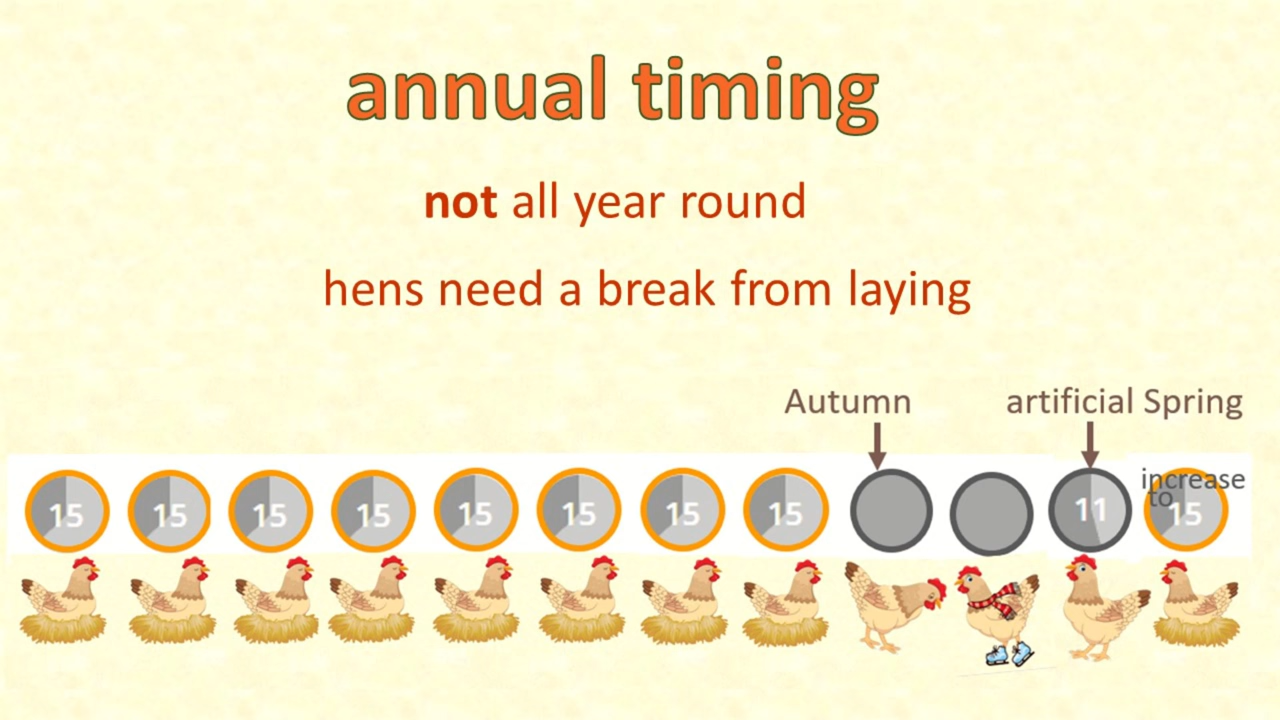 annual timing
not all year round
hens need a break from laying
Autumn
artificial Spring
15 15 15 15 15 15 15 15 11 increase
to 15